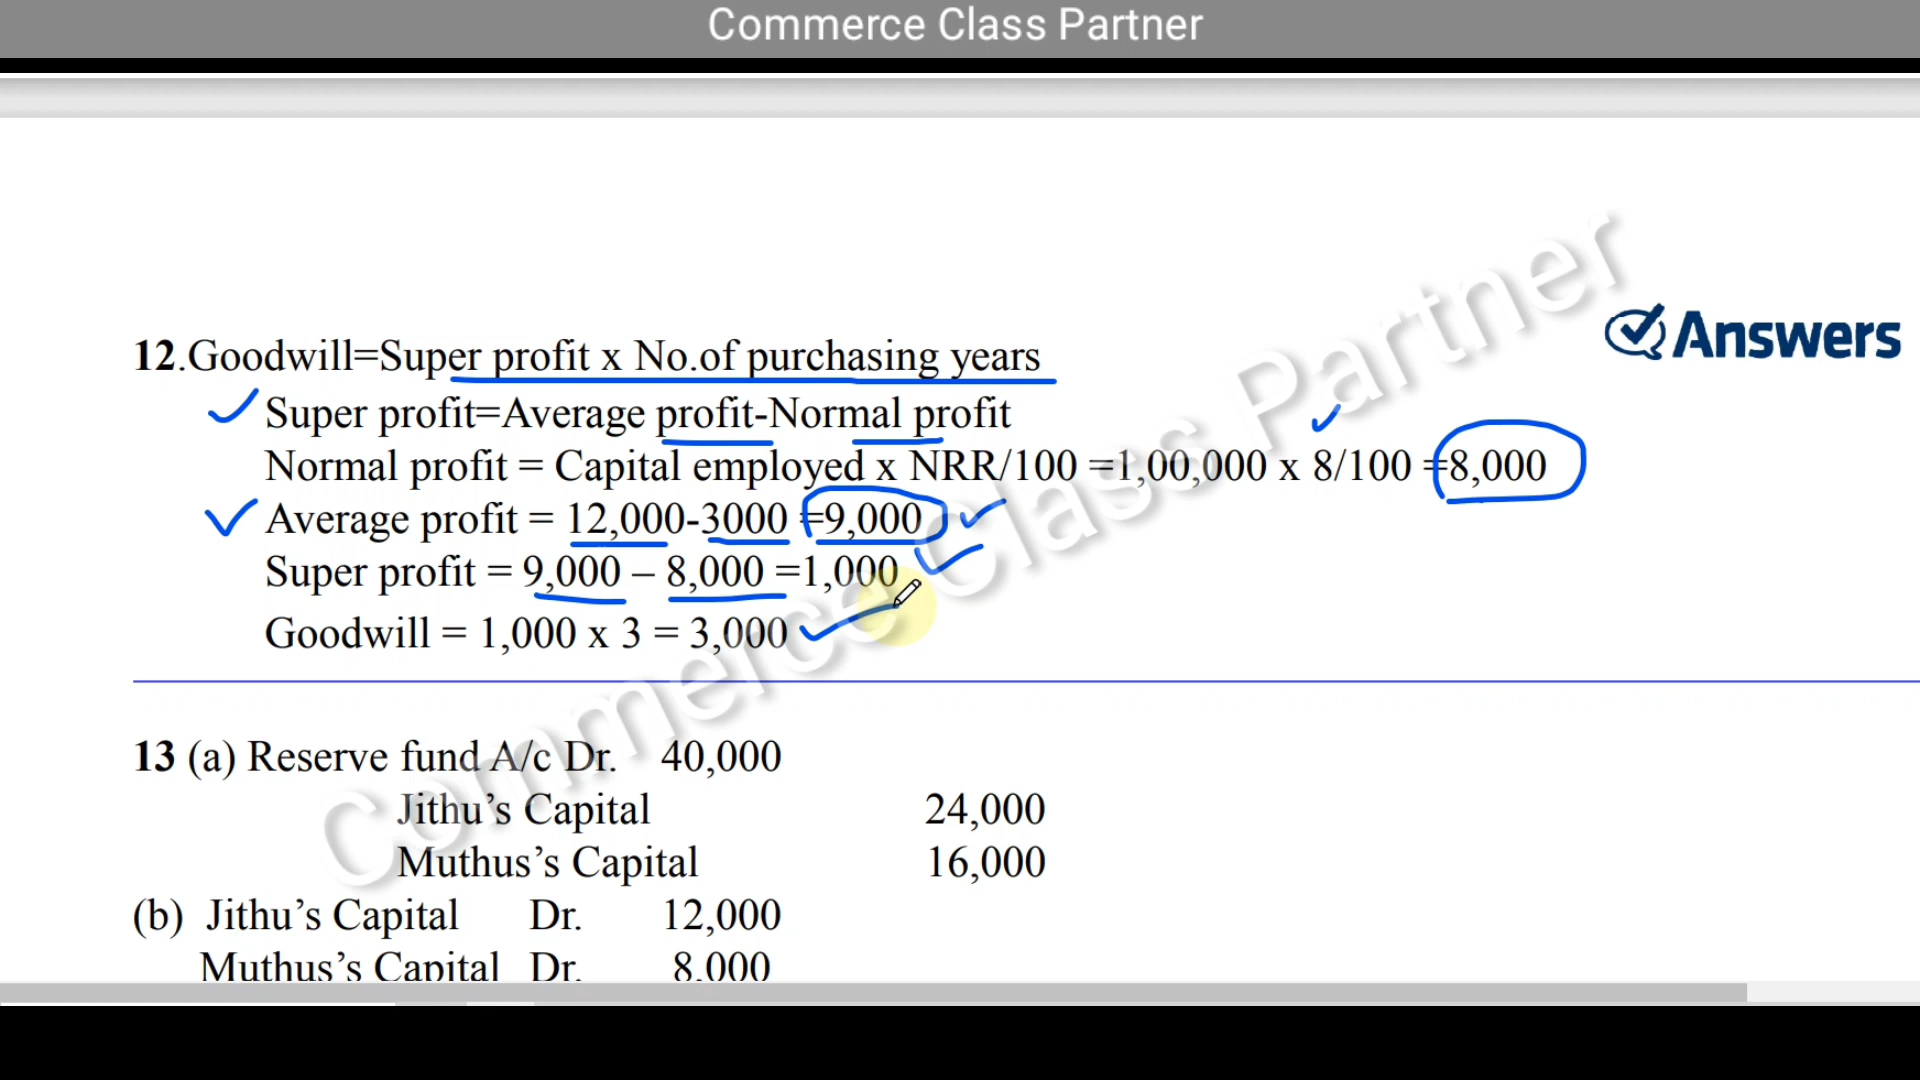 Commerce Class Partner
Answers
12.Goodwill=Super profit x No.of purchasing years
Super profit=Average profit-Normal profit
Normal profit = Capital employed x NRR/100 =1,00,000 x 8/100 =8,000
Average profit = 12,000-3000 =9,000
Super profit = 9,000 – 8,000 =1,000
Goodwill = 1,000 x 3 = 3,000
Commerce Class Partner
13 (a) Reserve fund A/c Dr. 40,000
Jithu’s Capital 24,000
Muthus’s Capital 16,000
(b) Jithu’s Capital Dr. 12,000
Muthus’s Capital Dr. 8,000